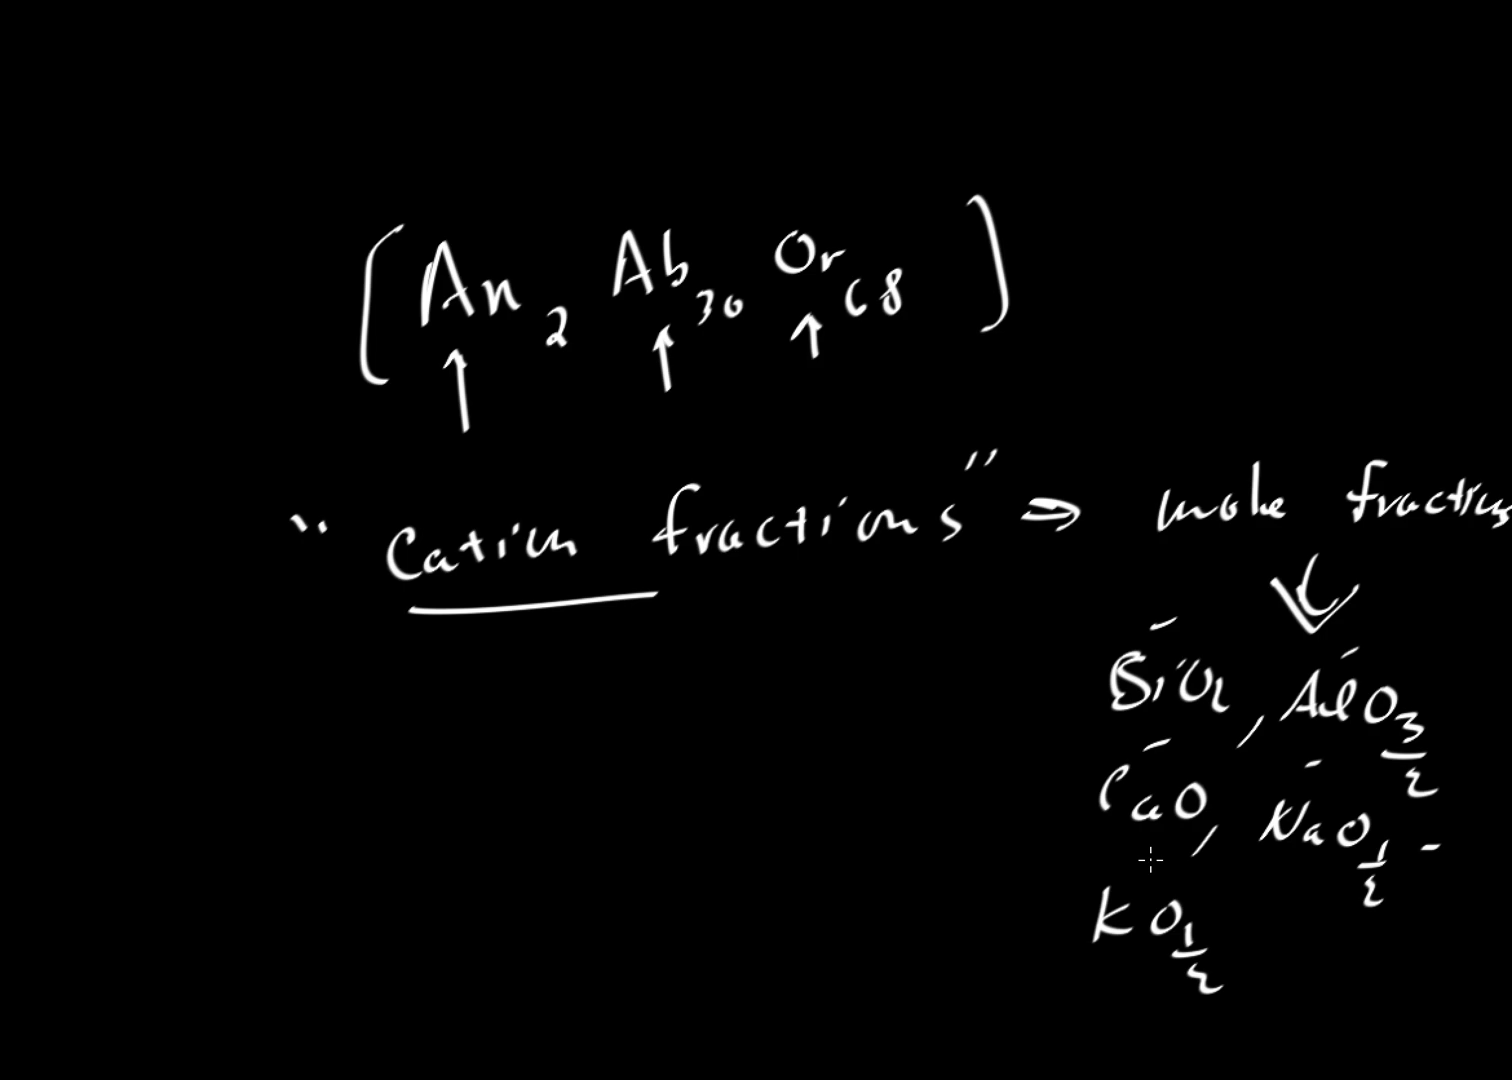 (An₂ Ab₃₀ Or₆₈)
"Cation fractions" ⇒ mole fractions
SiO₂, AlO₃/₂
CaO, NaO₁/₂
KO₁/₂